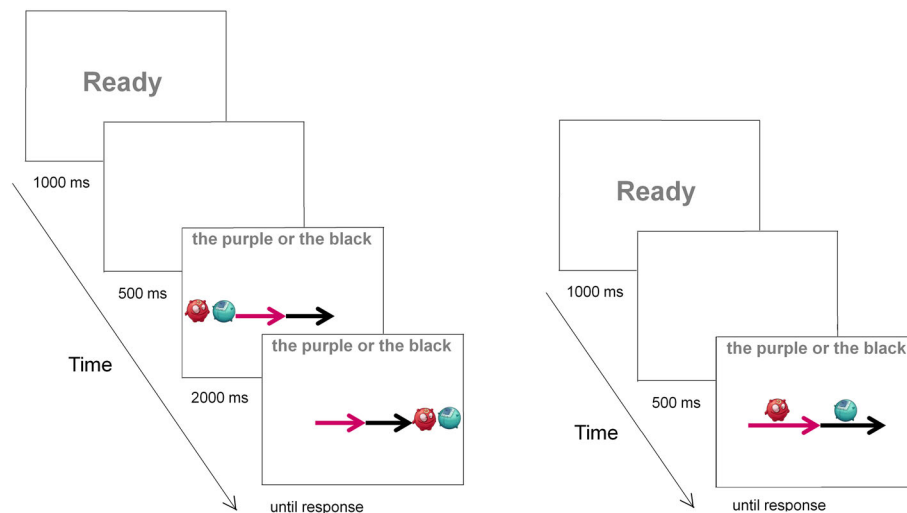 Ready
1000 ms
500 ms
the purple or the black
2000 ms
the purple or the black
until response
Time
Ready
1000 ms
500 ms
the purple or the black
until response
Time